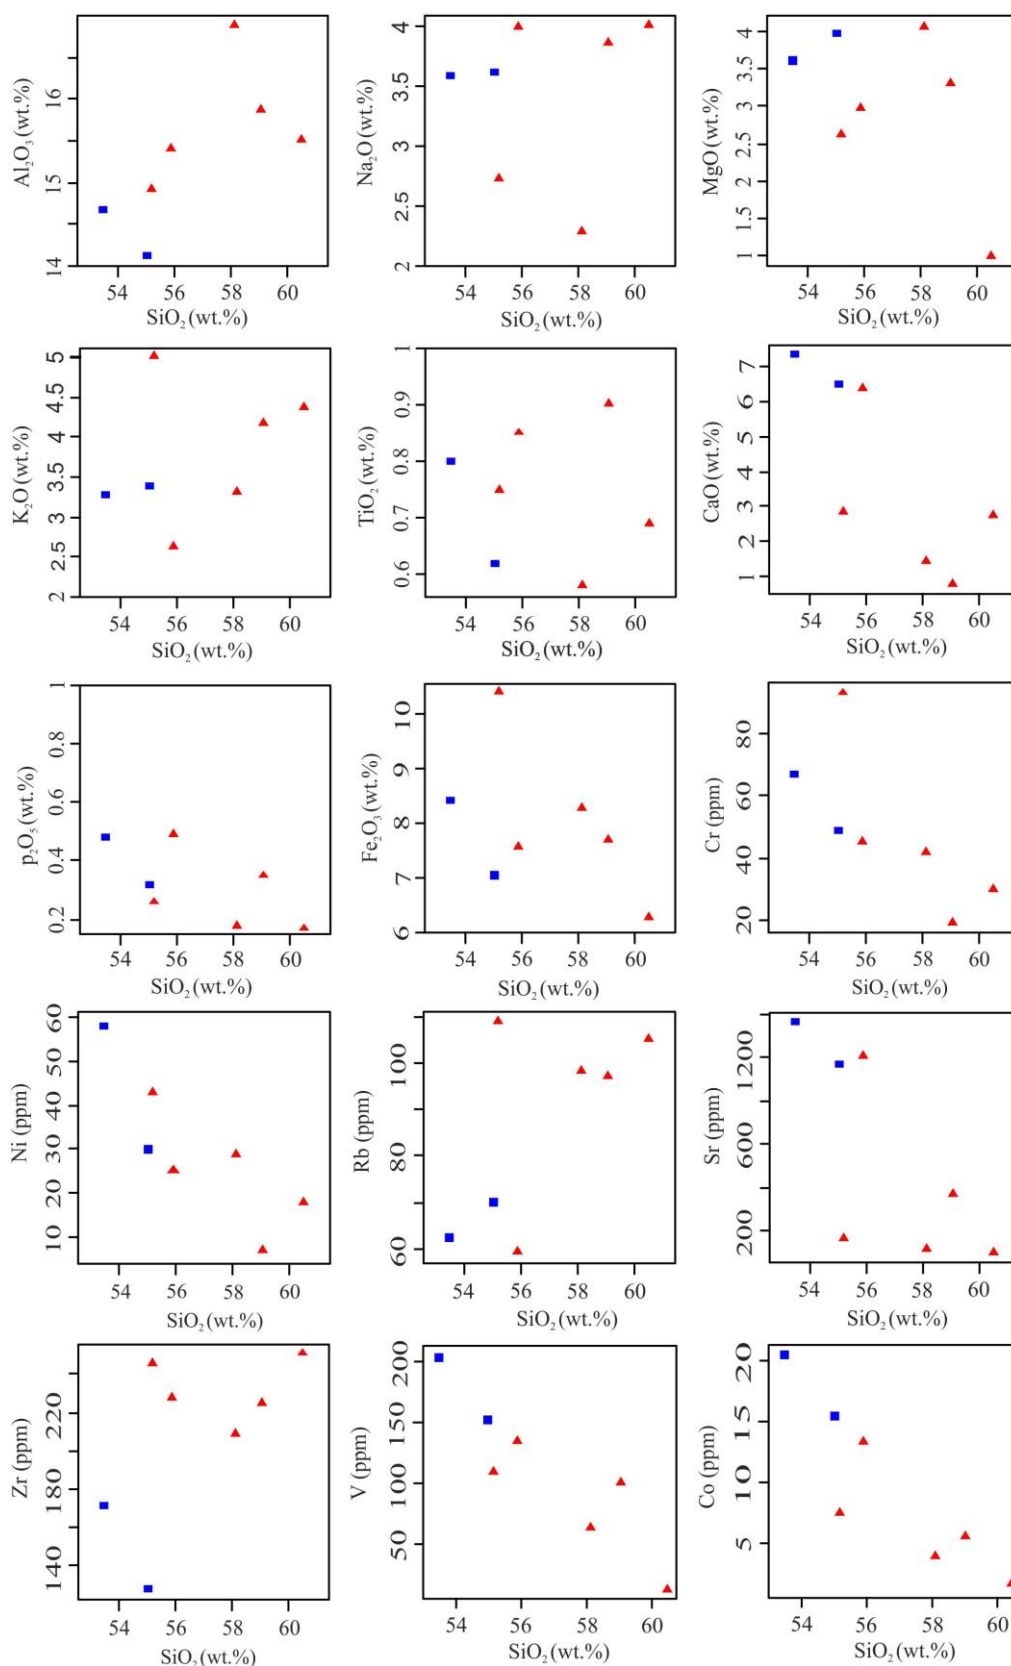 Al₂O₃ (wt.%)
16
15
14
54 56 58 60
SiO₂ (wt.%)
Na₂O (wt.%)
4
3.5
3
2.5
2
54 56 58 60
SiO₂ (wt.%)
MgO (wt.%)
4
3.5
3
2.5
2
1.5
1
54 56 58 60
SiO₂ (wt.%)
K₂O (wt.%)
5
4.5
4
3.5
3
2.5
2
54 56 58 60
SiO₂ (wt.%)
TiO₂ (wt.%)
1
0.9
0.8
0.7
0.6
54 56 58 60
SiO₂ (wt.%)
CaO (wt.%)
7
6
5
4
3
2
1
54 56 58 60
SiO₂ (wt.%)
p₂O₅ (wt.%)
1
0.8
0.6
0.4
0.2
54 56 58 60
SiO₂ (wt.%)
Fe₂O₃ (wt.%)
10
9
8
7
6
54 56 58 60
SiO₂ (wt.%)
Cr (ppm)
80
60
40
20
54 56 58 60
SiO₂ (wt.%)
Ni (ppm)
60
50
40
30
20
10
54 56 58 60
SiO₂ (wt.%)
Rb (ppm)
100
80
60
54 56 58 60
SiO₂ (wt.%)
Sr (ppm)
1200
600
200
54 56 58 60
SiO₂ (wt.%)
Zr (ppm)
220
180
140
54 56 58 60
SiO₂ (wt.%)
V (ppm)
200
150
100
50
54 56 58 60
SiO₂ (wt.%)
Co (ppm)
20
15
10
5
54 56 58 60
SiO₂ (wt.%)